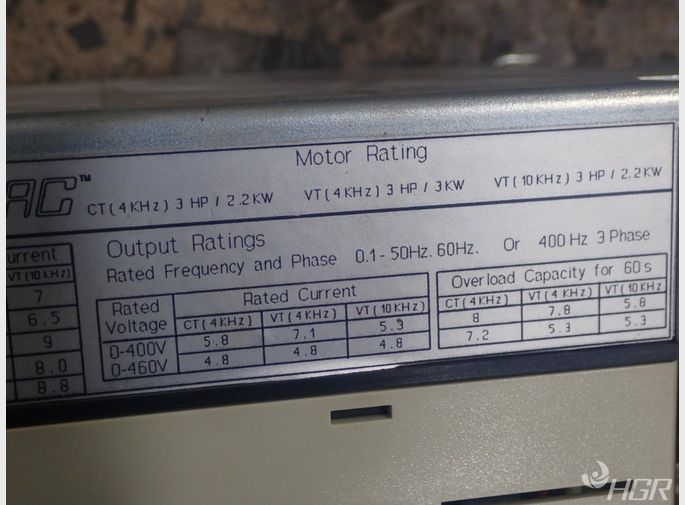 Motor Rating
AC™ CT(4KHz) 3 HP / 2.2KW VT(4KHz) 3 HP / 3KW VT(10KHz) 3 HP / 2.2KW
Output Ratings
Rated Frequency and Phase 0.1-50Hz. 60Hz. Or 400Hz 3 Phase
urrent
VT(10KHz)
7
6.5
9
8.0
8.8
Rated Voltage Rated Current
CT(4KHz) VT(4KHz) VT(10KHz)
0-400V 5.8 7.1 5.3
0-460V 4.8 4.8 4.8
Overload Capacity for 60s
CT(4KHz) VT(4KHz) VT(10KHz)
8 7.8 5.8
7.2 5.3 5.3
HGR